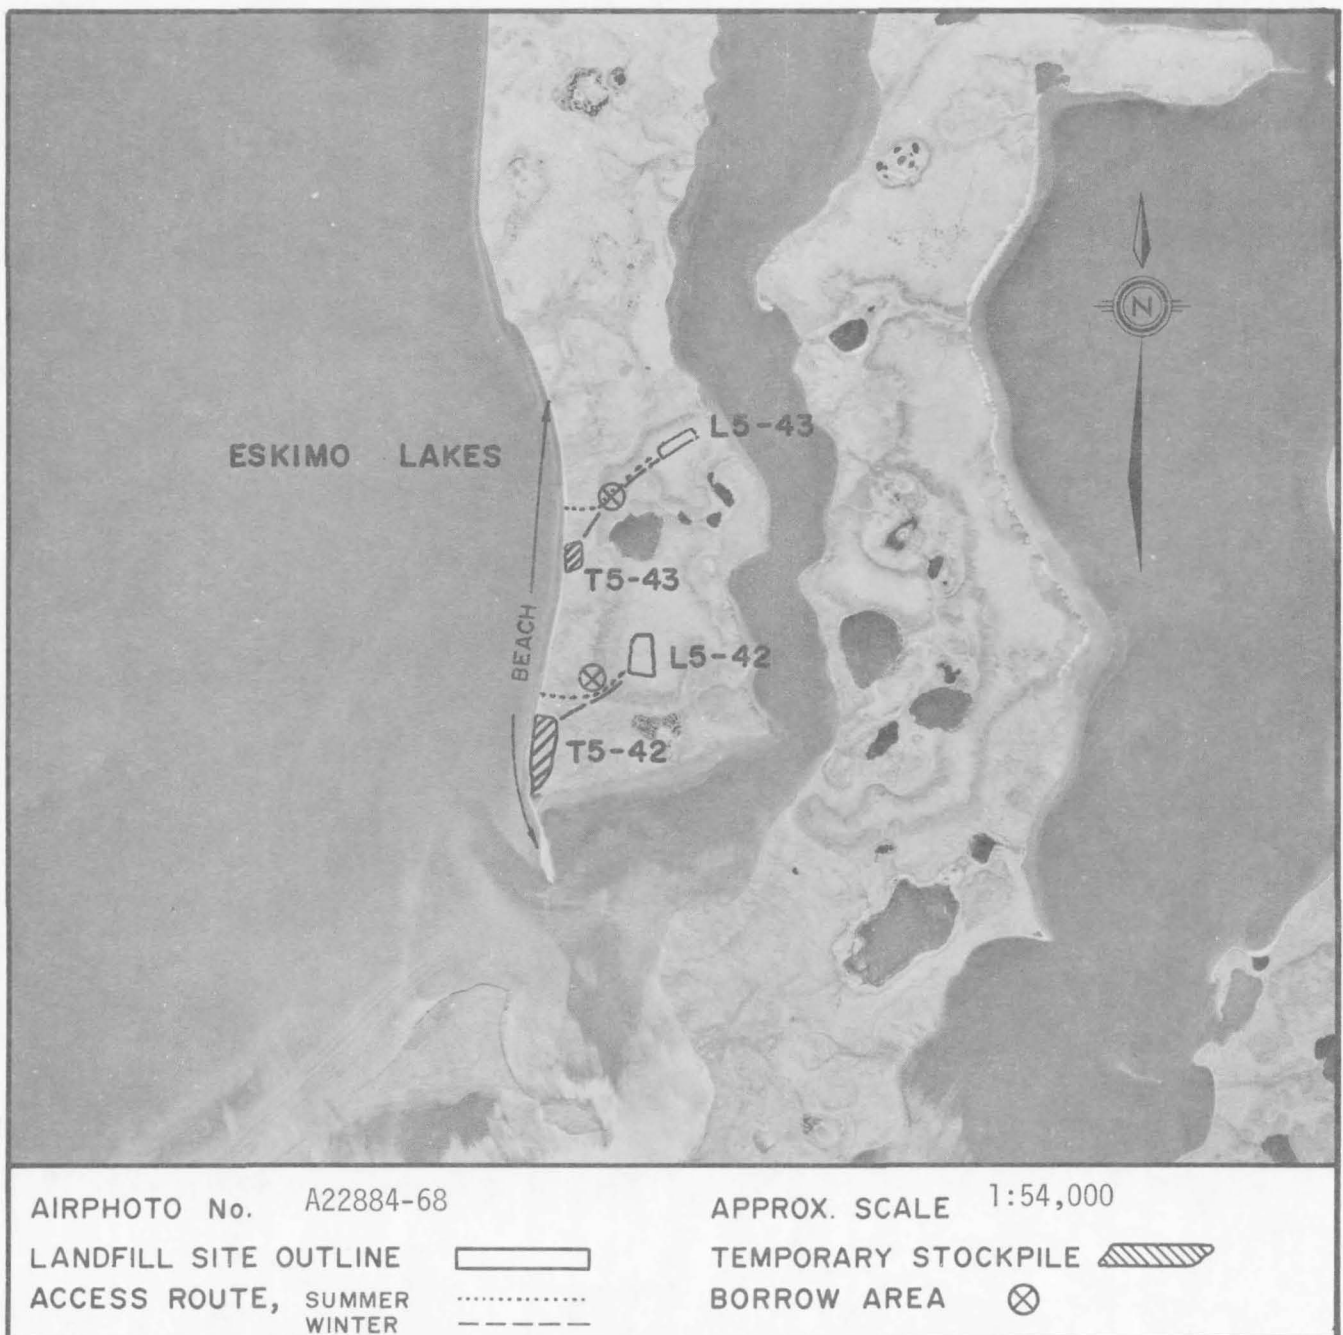 N
L5-43
ESKIMO LAKES
T5-43
BEACH
L5-42
T5-42
AIRPHOTO No. A22884-68
APPROX. SCALE 1:54,000
LANDFILL SITE OUTLINE
TEMPORARY STOCKPILE
ACCESS ROUTE, SUMMER
WINTER
BORROW AREA